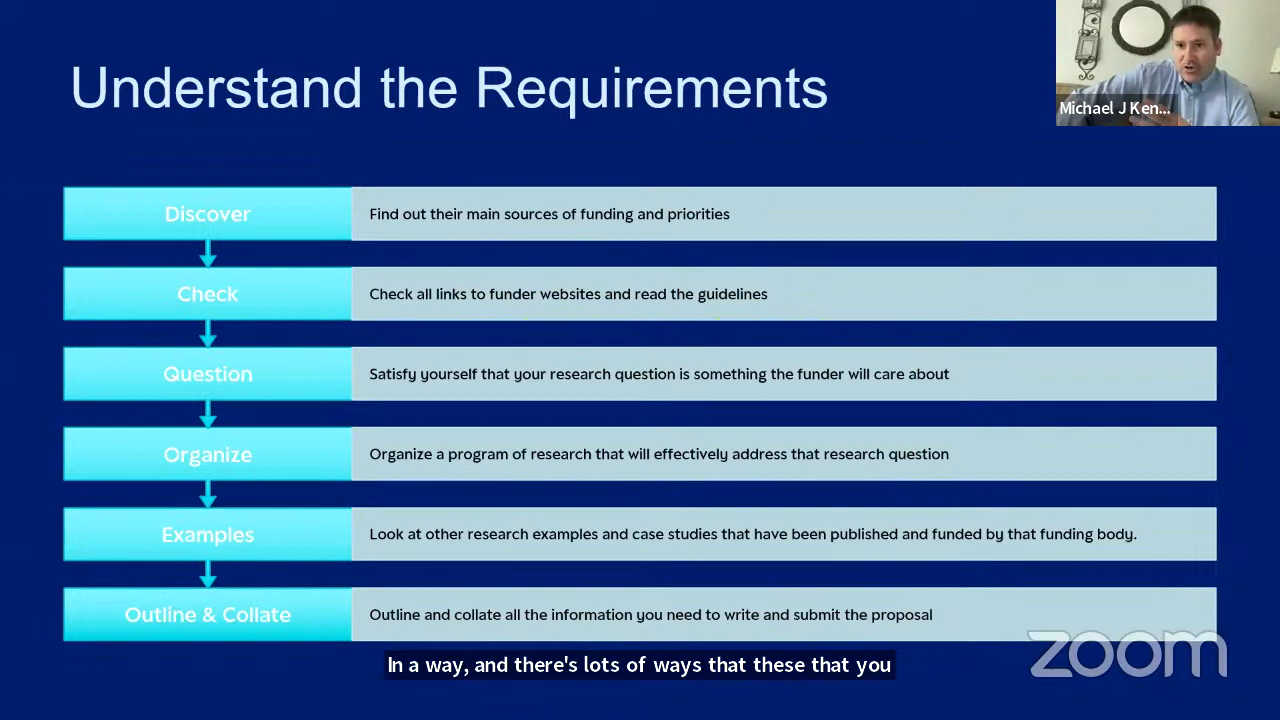 Understand the Requirements
Michael J Ken...
Discover
Find out their main sources of funding and priorities
Check
Check all links to funder websites and read the guidelines
Question
Satisfy yourself that your research question is something the funder will care about
Organize
Organize a program of research that will effectively address that research question
Examples
Look at other research examples and case studies that have been published and funded by that funding body.
Outline & Collate
Outline and collate all the information you need to write and submit the proposal
zoom
In a way, and there's lots of ways that these that you